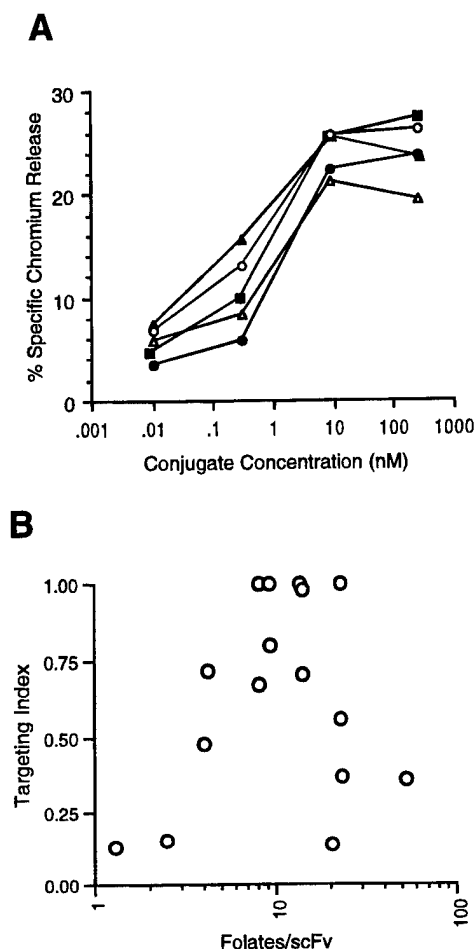 A
% Specific Chromium Release
30
20
10
0
.001 .01 .1 1 10 100 1000
Conjugate Concentration (nM)
B
Targeting Index
1.00
0.75
0.50
0.25
0.00
1 10 100
Folates/scFv